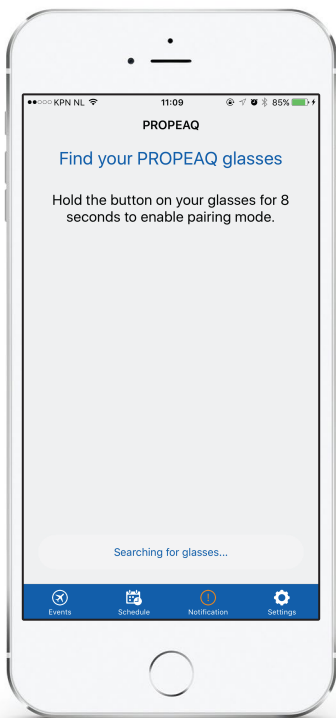 KPN NL 11:09 85%
PROPEAQ
Find your PROPEAQ glasses
Hold the button on your glasses for 8
seconds to enable pairing mode.
Searching for glasses...
Events Schedule Notification Settings